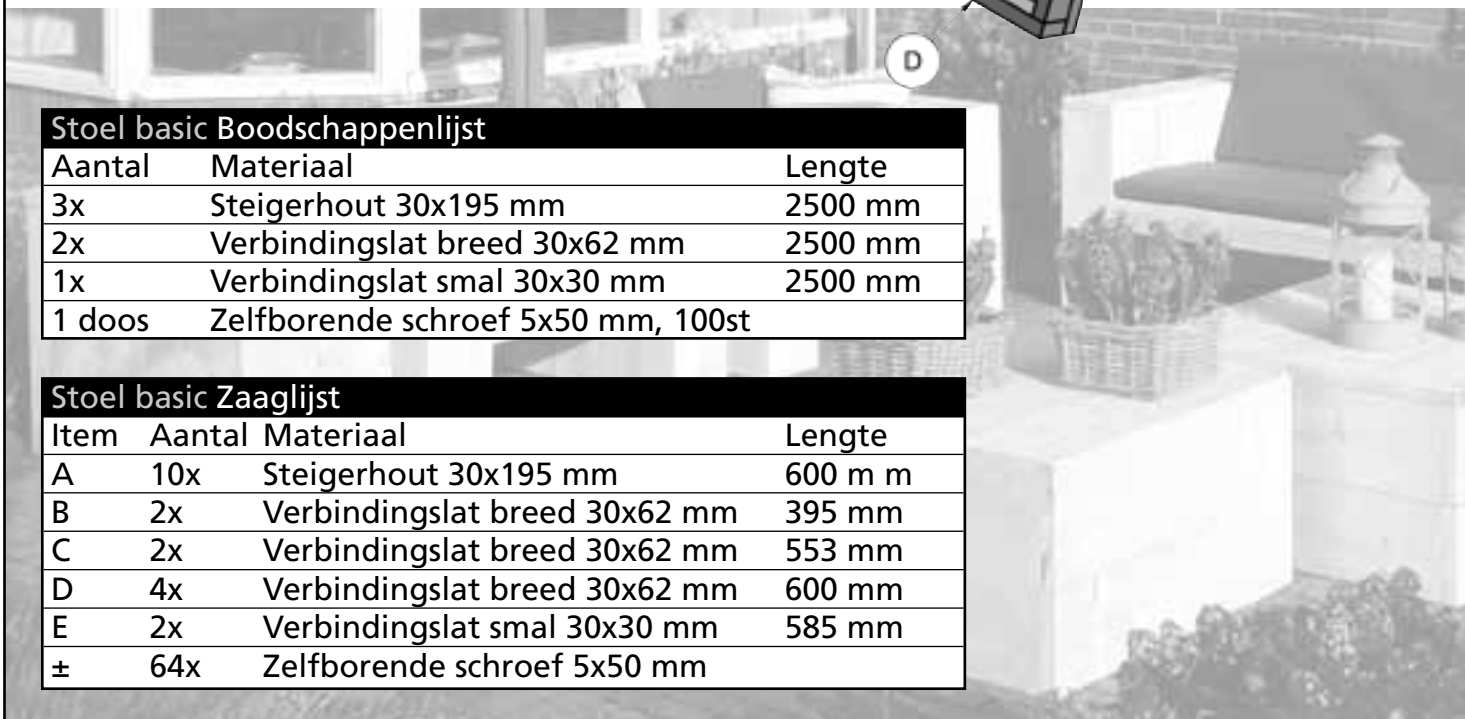 D
Stoel basic Boodschappenlijst
Aantal Materiaal Lengte
3x Steigerhout 30x195 mm 2500 mm
2x Verbindingslat breed 30x62 mm 2500 mm
1x Verbindingslat smal 30x30 mm 2500 mm
1 doos Zelfborende schroef 5x50 mm, 100st
Stoel basic Zaaglijst
Item Aantal Materiaal Lengte
A 10x Steigerhout 30x195 mm 600 m m
B 2x Verbindingslat breed 30x62 mm 395 mm
C 2x Verbindingslat breed 30x62 mm 553 mm
D 4x Verbindingslat breed 30x62 mm 600 mm
E 2x Verbindingslat smal 30x30 mm 585 mm
± 64x Zelfborende schroef 5x50 mm